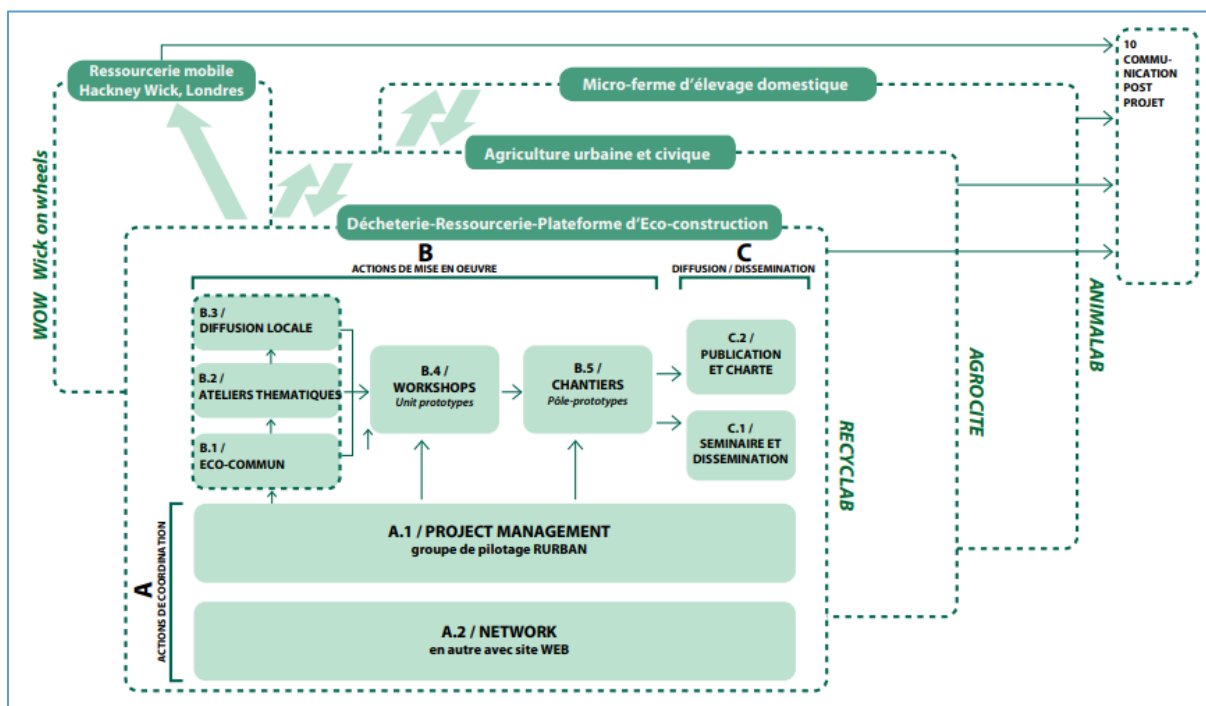 Ressourcerie mobile
Hackney Wick, Londres
10
COMMU-
NICATION
POST
PROJET
Micro-ferme d'élevage domestique
Agriculture urbaine et civique
Décheterie-Ressourcerie-Plateforme d'Eco-construction
WOW Wick on wheels
B
ACTIONS DE MISE EN OEUVRE
C
DIFFUSION / DISSEMINATION
B.3 /
DIFFUSION LOCALE
B.2 /
ATELIERS THEMATIQUES
B.1 /
ECO-COMMUN
B.4 /
WORKSHOPS
Unit prototypes
B.5 /
CHANTIERS
Pôle-prototypes
C.2 /
PUBLICATION
ET CHARTE
C.1 /
SEMINAIRE ET
DISSEMINATION
RECYCLAB
AGROCITE
ANIMALAB
A
ACTIONS DECOORDINATION
A.1 / PROJECT MANAGEMENT
groupe de pilotage RURBAN
A.2 / NETWORK
en autre avec site WEB